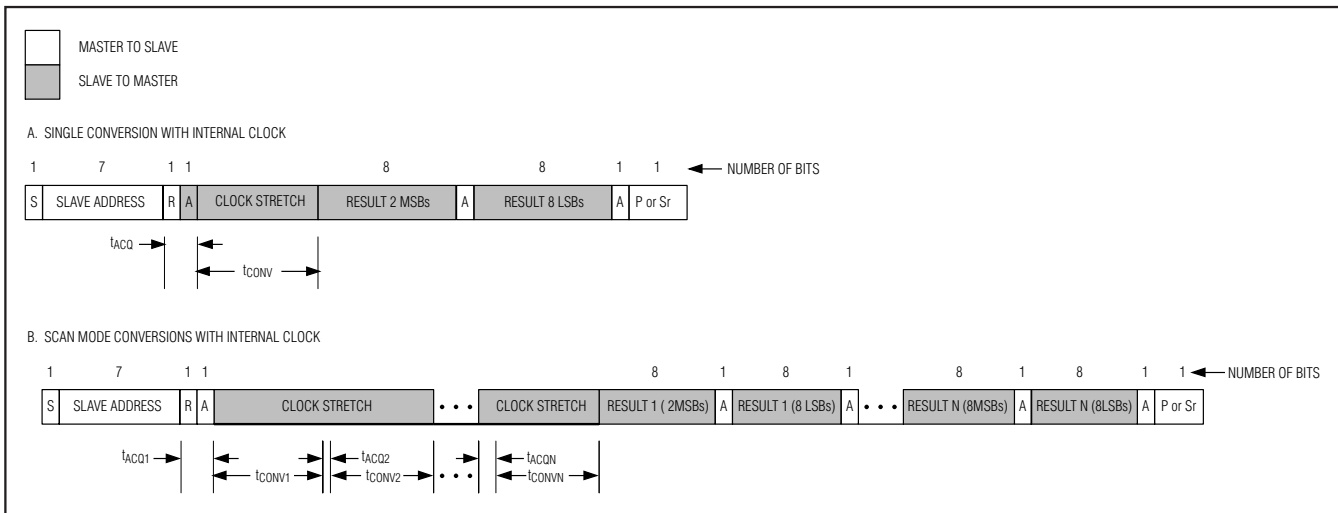 MASTER TO SLAVE
SLAVE TO MASTER
A. SINGLE CONVERSION WITH INTERNAL CLOCK
1 7 1 1 8 8 1 1 NUMBER OF BITS
S SLAVE ADDRESS R A CLOCK STRETCH RESULT 2 MSBs A RESULT 8 LSBs A P or Sr
tACQ
tCONV
B. SCAN MODE CONVERSIONS WITH INTERNAL CLOCK
1 7 1 1 8 1 8 1 8 1 8 1 1 NUMBER OF BITS
S SLAVE ADDRESS R A CLOCK STRETCH • • • CLOCK STRETCH RESULT 1 ( 2MSBs) A RESULT 1 (8 LSBs) A • • • RESULT N (8MSBs) A RESULT N (8LSBs) A P or Sr
tACQ1 tACQ2 tACQN
tCONV1 tCONV2 • • • tCONVN